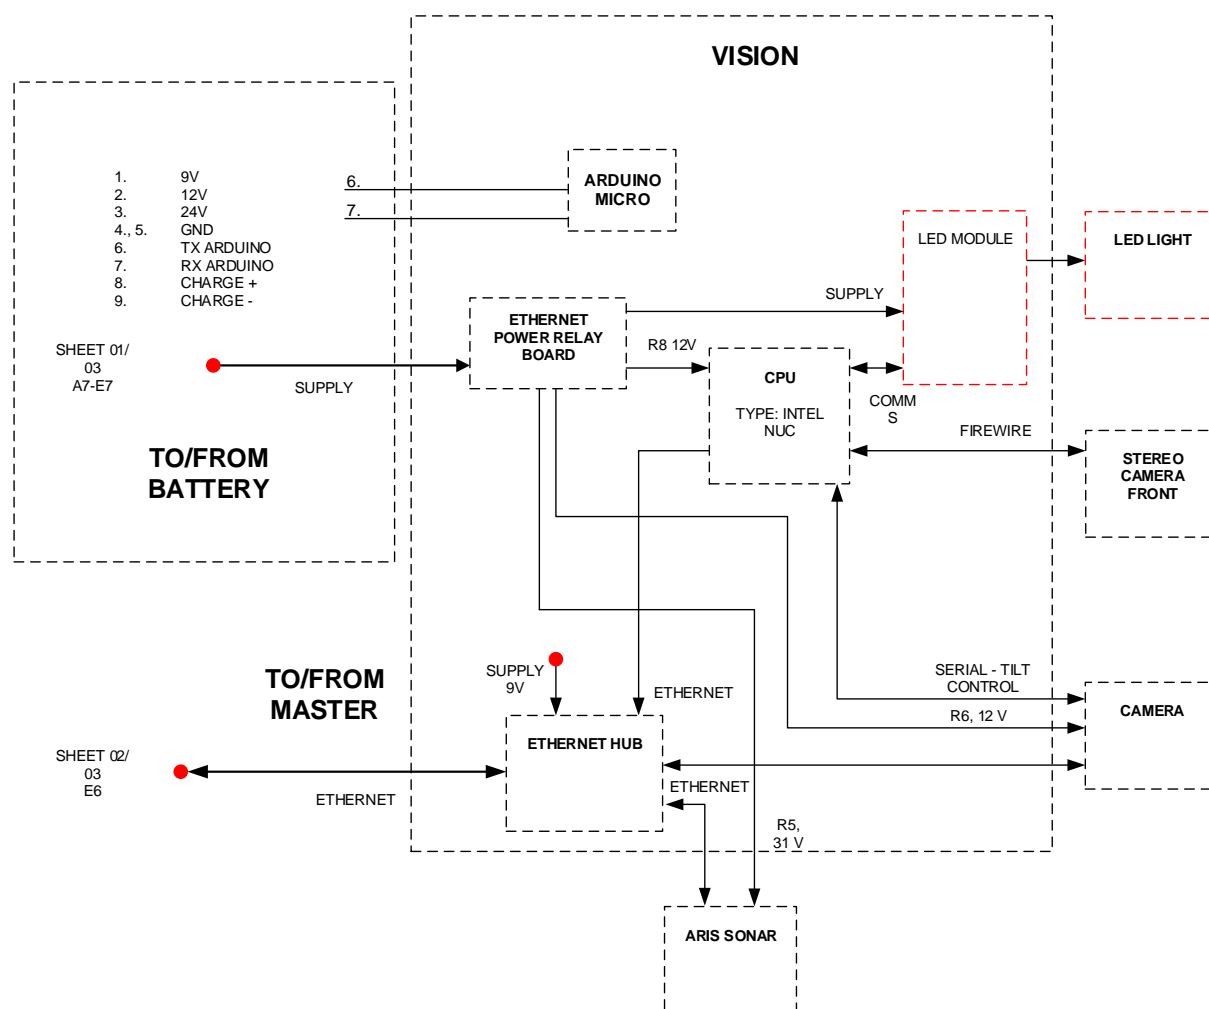 VISION
1. 9V
2. 12V
3. 24V
4., 5. GND
6. TX ARDUINO
7. RX ARDUINO
8. CHARGE +
9. CHARGE -
6.
7.
ARDUINO
MICRO
LED MODULE
LED LIGHT
SUPPLY
ETHERNET
POWER RELAY
BOARD
R8 12V
SHEET 01/
03
A7-E7
SUPPLY
CPU
TYPE: INTEL
NUC
COMM
S
FIREWIRE
STEREO
CAMERA
FRONT
TO/FROM
BATTERY
TO/FROM
MASTER
SUPPLY
9V
ETHERNET
SERIAL - TILT
CONTROL
R6, 12 V
CAMERA
ETHERNET HUB
SHEET 02/
03
E6
ETHERNET
ETHERNET
R5,
31 V
ARIS SONAR